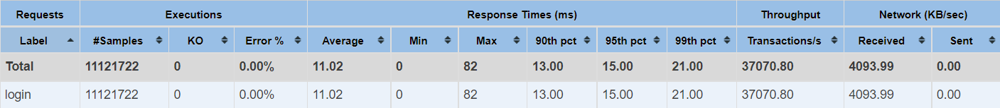 Requests Executions Response Times (ms) Throughput Network (KB/sec)
Label #Samples KO Error % Average Min Max 90th pct 95th pct 99th pct Transactions/s Received Sent
Total 11121722 0 0.00% 11.02 0 82 13.00 15.00 21.00 37070.80 4093.99 0.00
login 11121722 0 0.00% 11.02 0 82 13.00 15.00 21.00 37070.80 4093.99 0.00